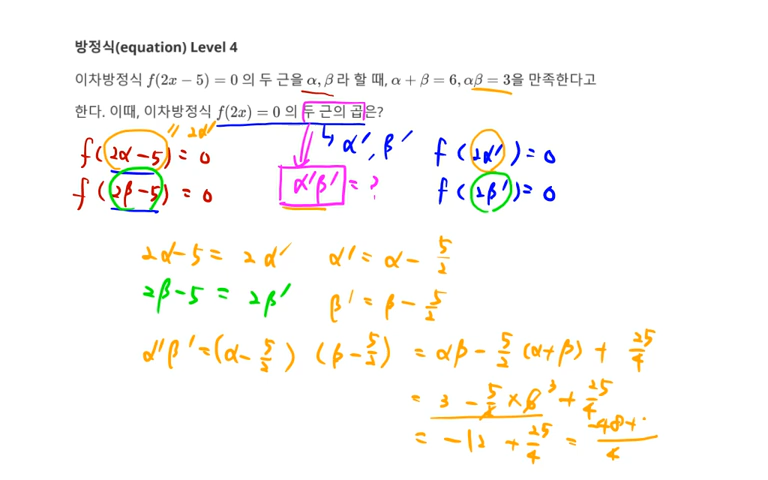 방정식(equation) Level 4
이차방정식 f(2x − 5) = 0 의 두 근을 α, β 라 할 때, α + β = 6, αβ = 3을 만족한다고
한다. 이때, 이차방정식 f(2x) = 0 의 두 근의 곱은?
" 2α'
f(2α−5) = 0
↳ α', β'
f(2α') = 0
f(2β−5) = 0
α'β' = ?
f(2β') = 0
2α−5 = 2α' α' = α − 5/2
2β−5 = 2β' β' = β − 5/2
α'β' = (α − 5/2) (β − 5/2) = αβ − 5/2 (α+β) + 25/4
= 3 − 5/2 × 6 3 + 25/4
= −12 + 25/4 = −48+ /4